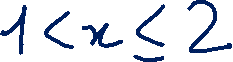 1 < x ≤ 2